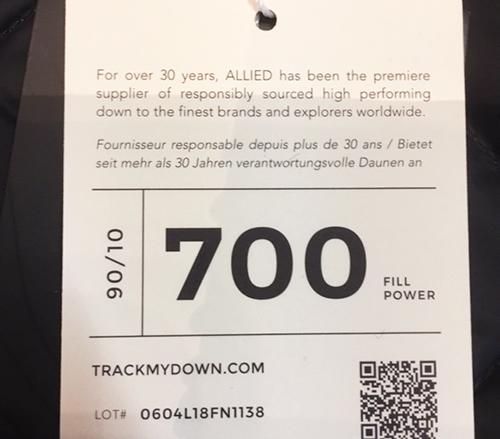 For over 30 years, ALLIED has been the premiere
supplier of responsibly sourced high performing
down to the finest brands and explorers worldwide.
Fournisseur responsable depuis plus de 30 ans / Bietet
seit mehr als 30 Jahren verantwortungsvolle Daunen an
90/10
700
FILL
POWER
TRACKMYDOWN.COM
LOT# 0604L18FN1138